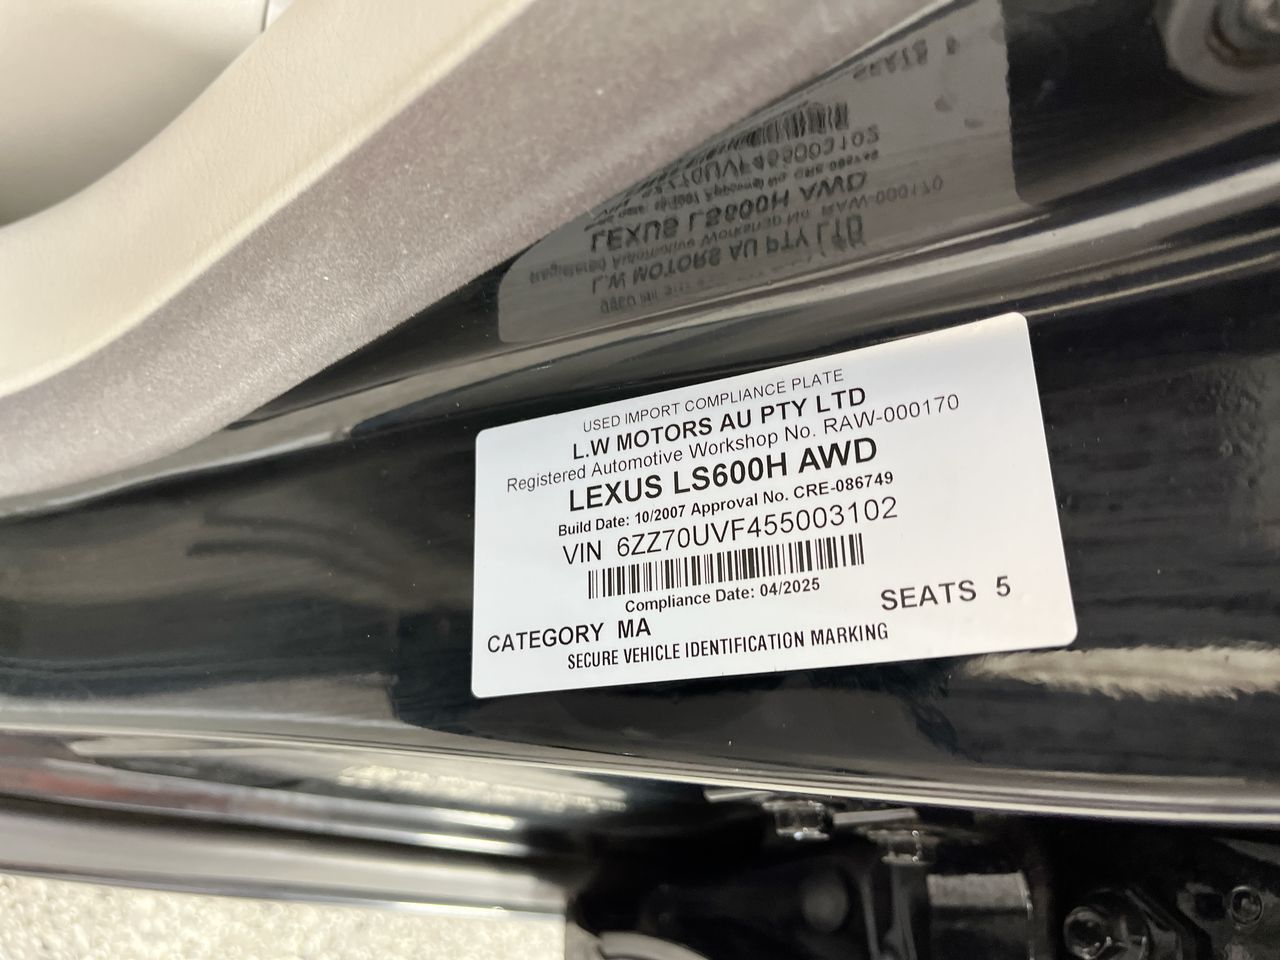 USED IMPORT COMPLIANCE PLATE
L.W MOTORS AU PTY LTD
Registered Automotive Workshop No. RAW-000170
LEXUS LS600H AWD
Build Date: 10/2007 Approval No. CRE-086749
VIN 6ZZ70UVF455003102
Compliance Date: 04/2025
CATEGORY MA SEATS 5
SECURE VEHICLE IDENTIFICATION MARKING